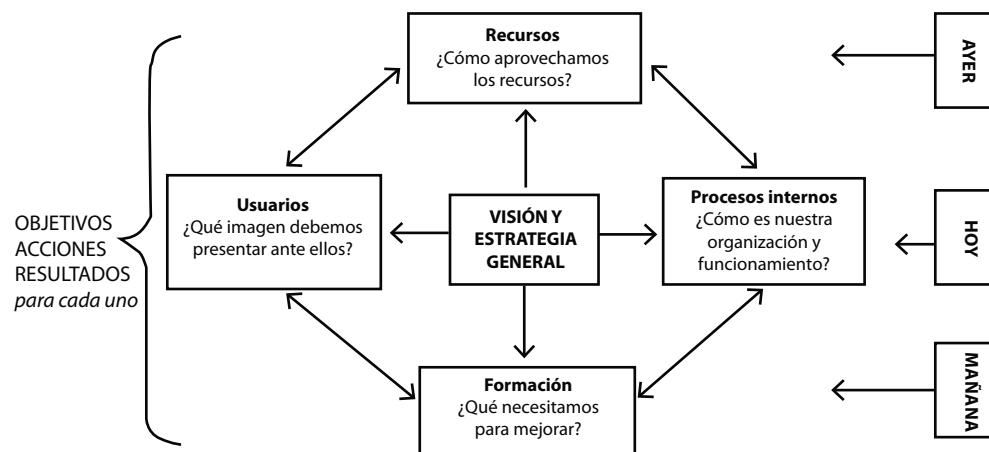 Recursos
¿Cómo aprovechamos
los recursos?
AYER
Usuarios
¿Qué imagen debemos
presentar ante ellos?
VISIÓN Y
ESTRATEGIA
GENERAL
Procesos internos
¿Cómo es nuestra
organización y
funcionamiento?
HOY
OBJETIVOS
ACCIONES
RESULTADOS
para cada uno
Formación
¿Qué necesitamos
para mejorar?
MAÑANA